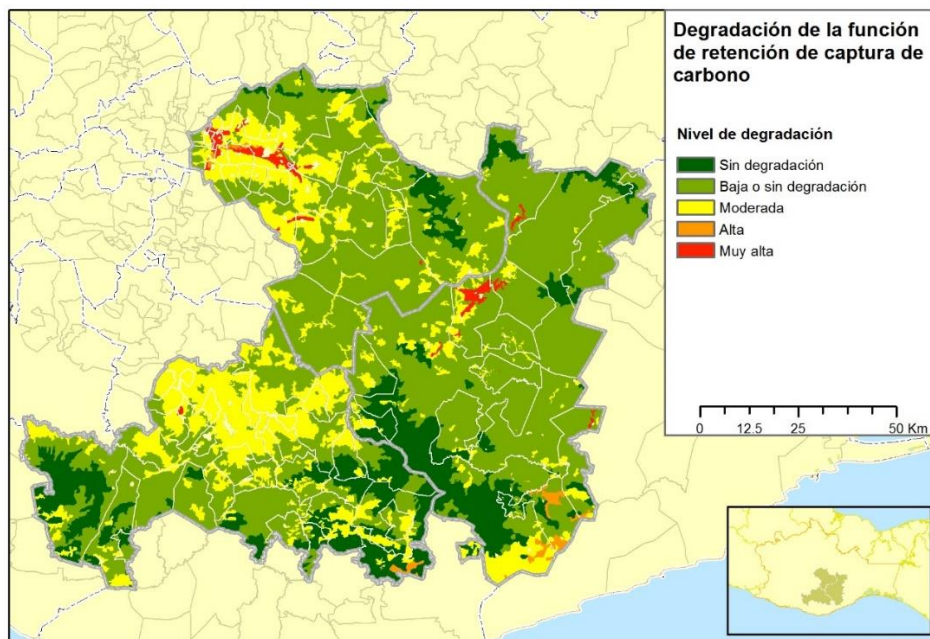 Degradación de la función
de retención de captura de
carbono
Nivel de degradación
Sin degradación
Baja o sin degradación
Moderada
Alta
Muy alta
0 12.5 25 50 Km